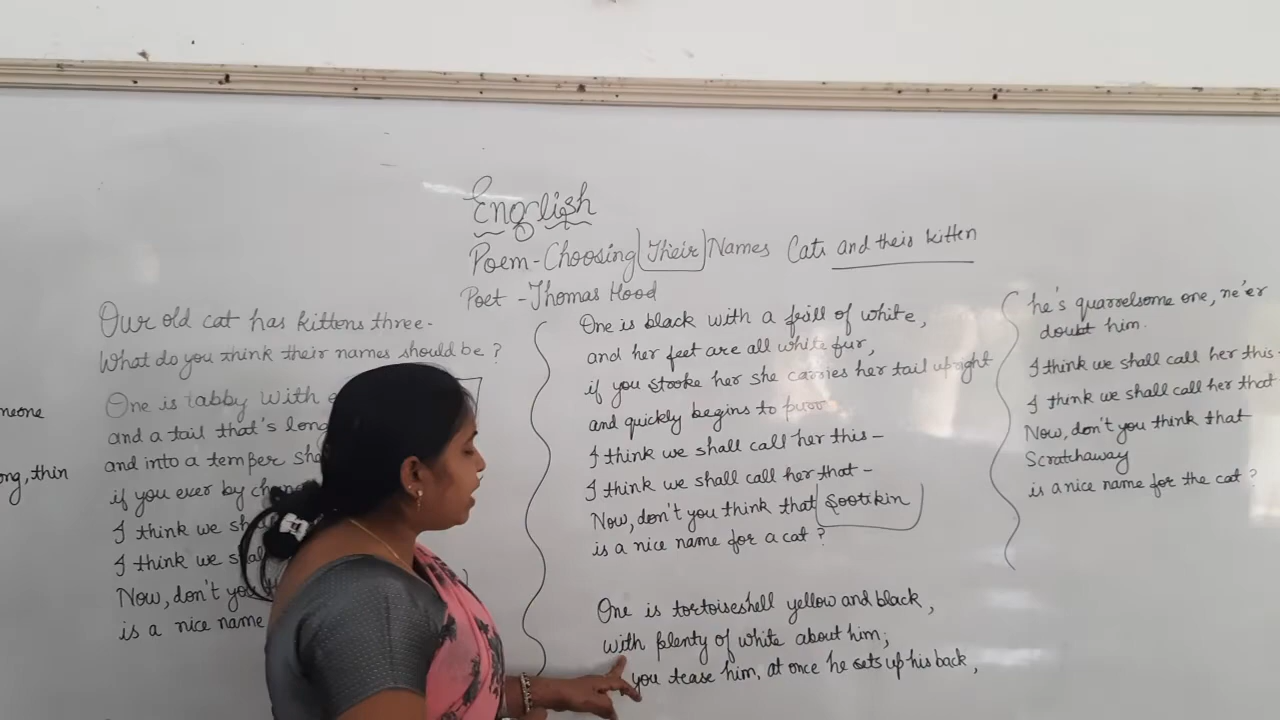 English
Poem-Choosing Their Names Cats and their kitten
Poet - Thomas Hood
Our old cat has kittens three-
What do you think their names should be?
One is tabby with
and a tail that's long
and into a temper she
if you ever by
I think we
I think we
Now, don't you
is a nice name
One is black with a frill of white,
and her feet are all white fur,
if you stroke her she carries her tail upright
and quickly begins to purr
I think we shall call her this-
I think we shall call her that-
Now, don't you think that Sootikin
is a nice name for a cat?
One is tortoiseshell yellow and black,
with plenty of white about him;
you tease him, at once he sets up his back,
he's quarrelsome one, ne'er
doubt him.
I think we shall call her this-
I think we shall call her that
Now, don't you think that
Scratchaway
is a nice name for the cat?
thin